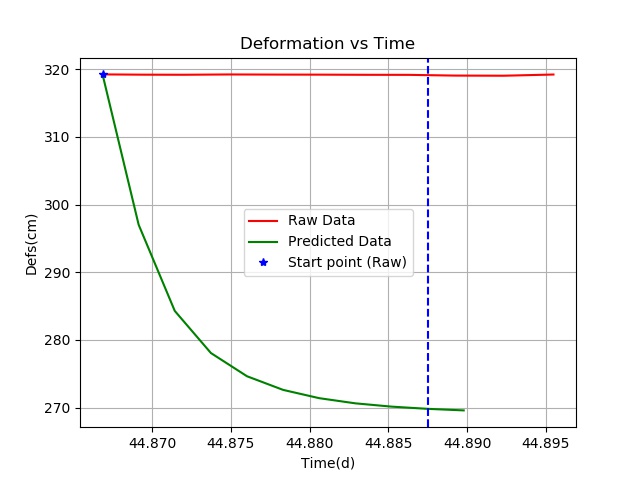 Deformation vs Time
320
310
300
290
280
270
Defs(cm)
Raw Data
Predicted Data
Start point (Raw)
44.870 44.875 44.880 44.885 44.890 44.895
Time(d)